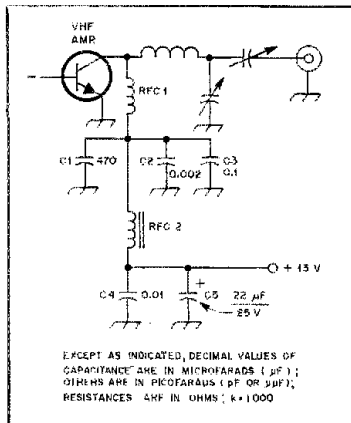 VHF
AMP.
RFC 1
C1 470
C2 0.002
C3 0.1
RFC 2
+13 V
C4 0.01
+
C5 22 µF
25 V
EXCEPT AS INDICATED, DECIMAL VALUES OF
CAPACITANCE ARE IN MICROFARADS (µF);
OTHERS ARE IN PICOFARADS (pF OR µµF);
RESISTANCES ARE IN OHMS; k=1000